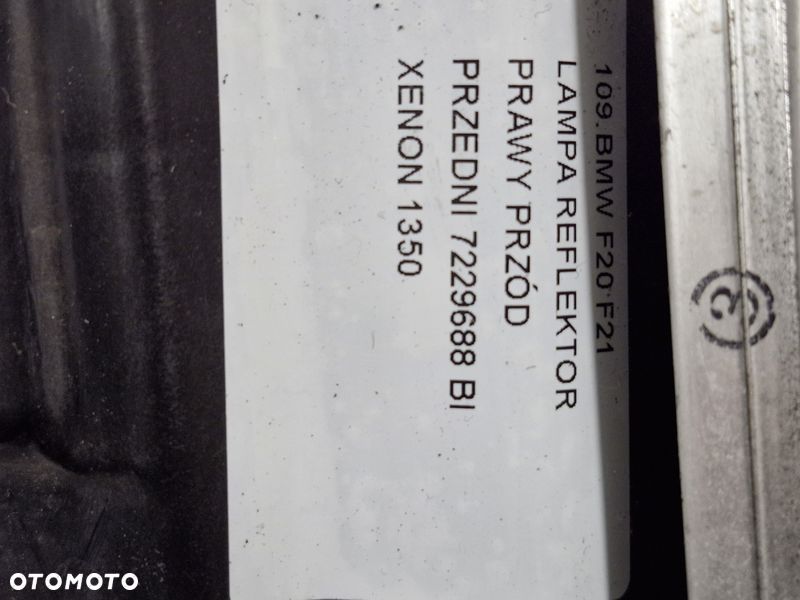 109.BMW F20 F21
LAMPA REFLEKTOR
PRAWY PRZÓD
PRZEDNI 7229688 BI
XENON 1350
OTOMOTO